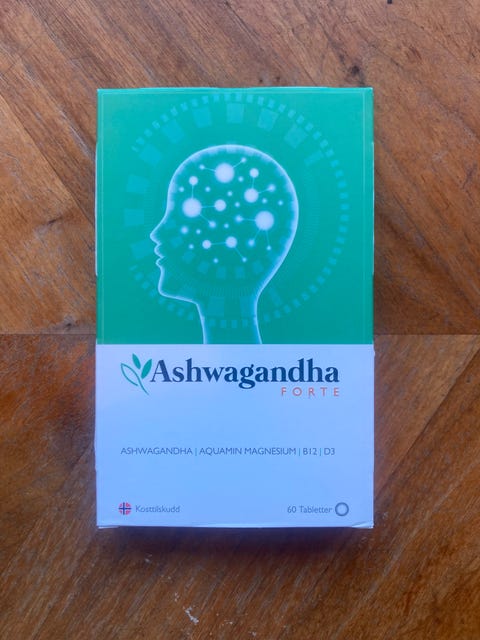 Ashwagandha
FORTE
ASHWAGANDHA | AQUAMIN MAGNESIUM | B12 | D3
Kosttilskudd
60 Tabletter